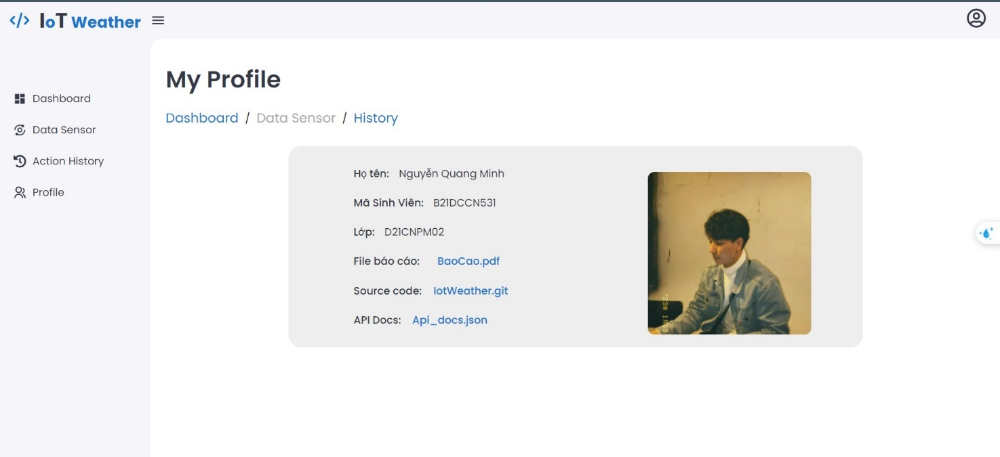 </> IoT Weather
My Profile
Dashboard / Data Sensor / History
Dashboard
Data Sensor
Action History
Profile
Họ tên: Nguyễn Quang Minh
Mã Sinh Viên: B21DCCN531
Lớp: D21CNPM02
File báo cáo: BaoCao.pdf
Source code: IotWeather.git
API Docs: Api_docs.json